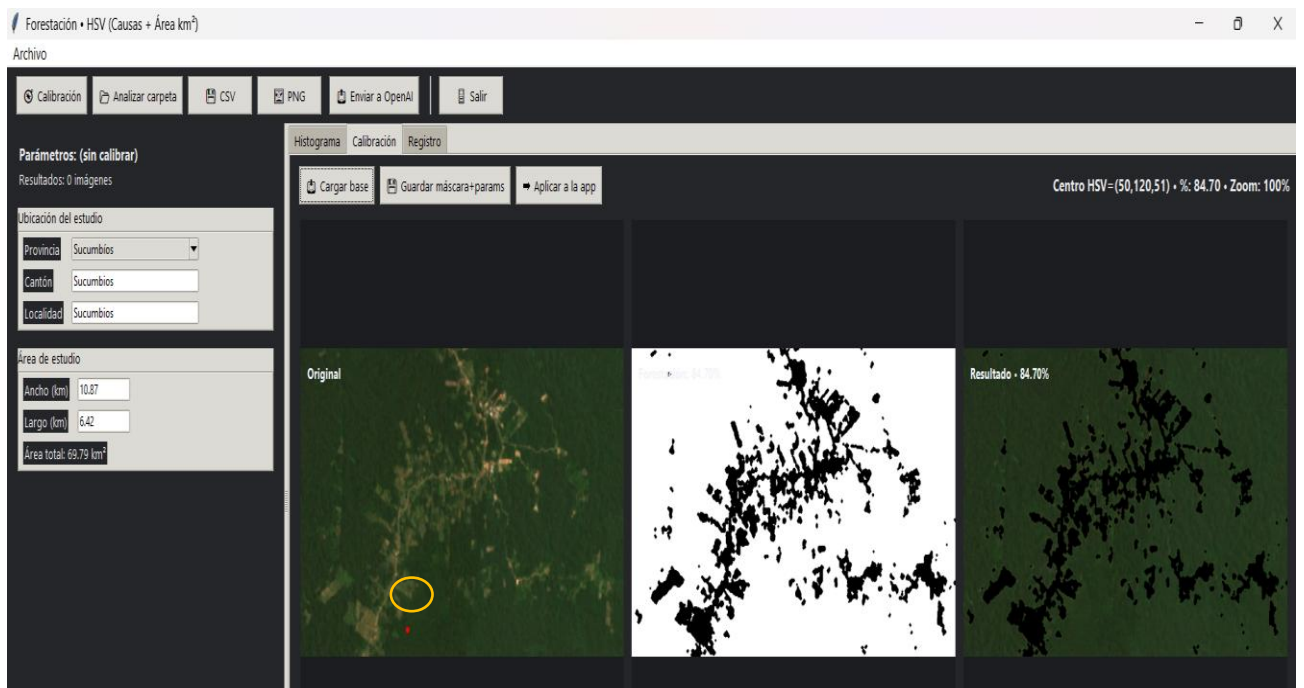 Forestación • HSV (Causas + Área km²)
Archivo
Calibración Analizar carpeta CSV PNG Enviar a OpenAI Salir
Parámetros: (sin calibrar)
Resultados: 0 imágenes
Ubicación del estudio
Provincia Sucumbíos
Cantón Sucumbios
Localidad Sucumbios
Área de estudio
Ancho (km) 10.87
Largo (km) 6.42
Área total: 69.79 km²
Histograma Calibración Registro
Cargar base Guardar máscara+params Aplicar a la app
Centro HSV=(50,120,51) • %: 84.70 • Zoom: 100%
Original
84.70%
Resultado - 84.70%